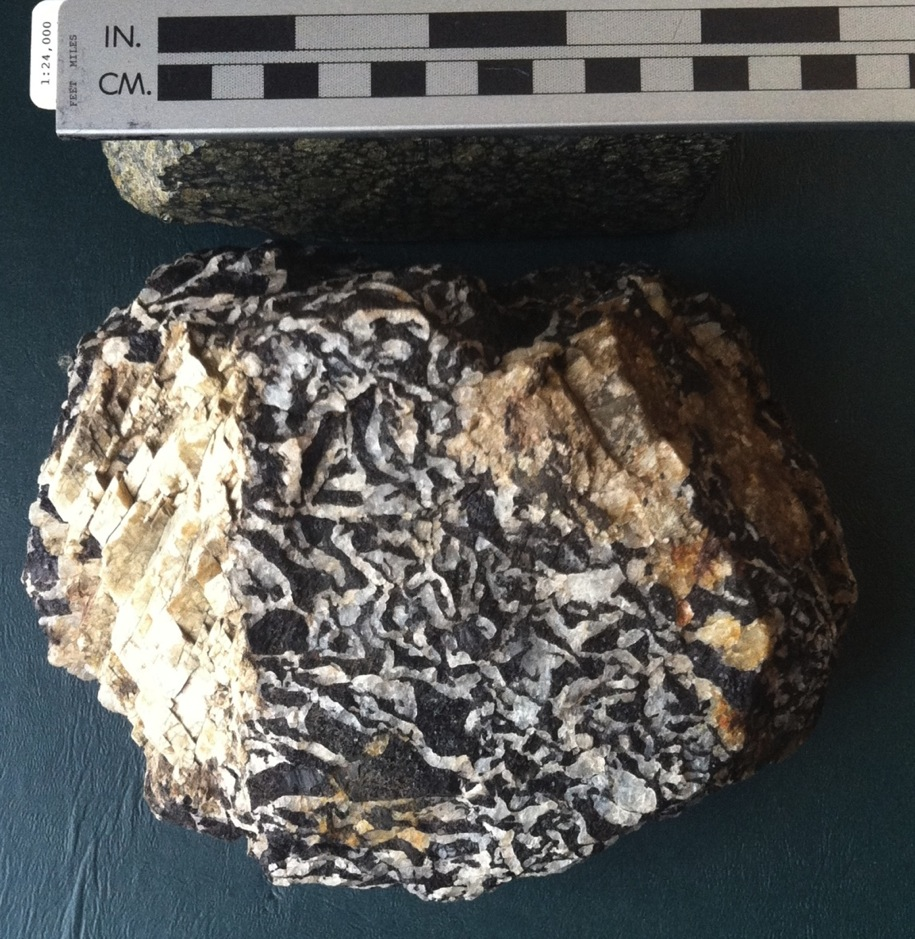 1:24,000
FEET MILES
IN.
CM.